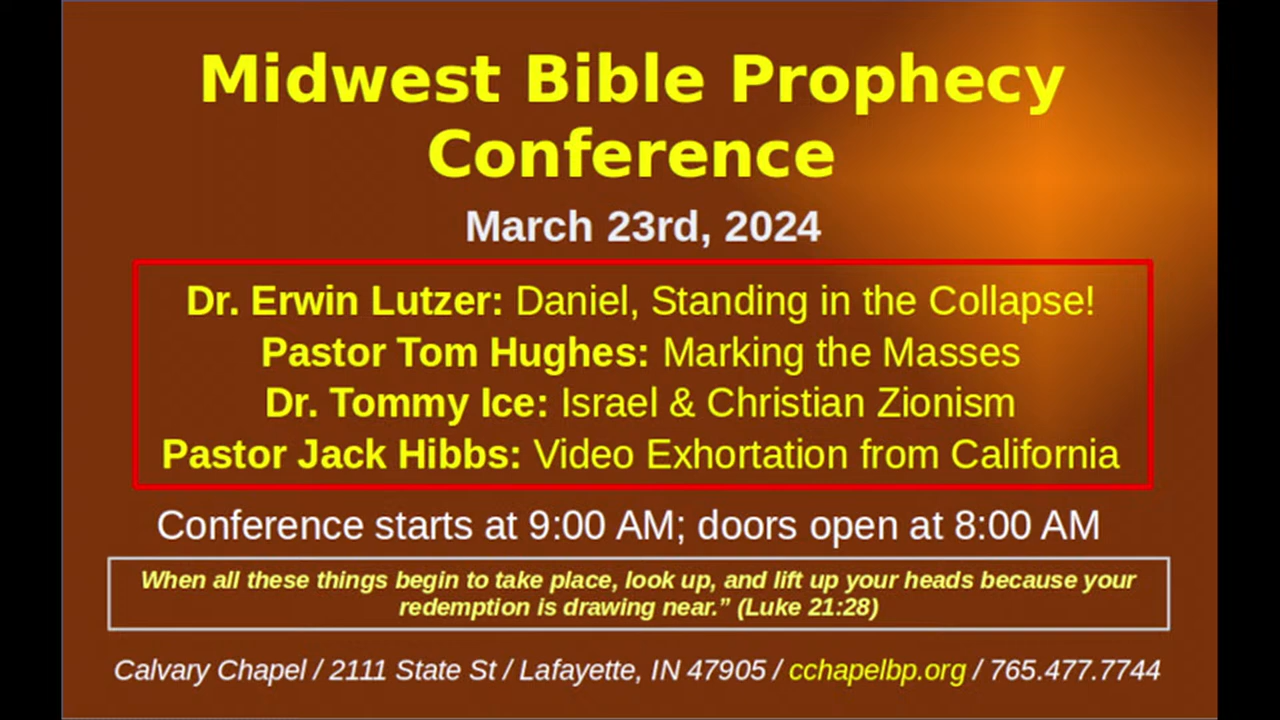 Midwest Bible Prophecy
Conference
March 23rd, 2024
Dr. Erwin Lutzer: Daniel, Standing in the Collapse!
Pastor Tom Hughes: Marking the Masses
Dr. Tommy Ice: Israel & Christian Zionism
Pastor Jack Hibbs: Video Exhortation from California
Conference starts at 9:00 AM; doors open at 8:00 AM
When all these things begin to take place, look up, and lift up your heads because your
redemption is drawing near.” (Luke 21:28)
Calvary Chapel / 2111 State St / Lafayette, IN 47905 / cchapelbp.org / 765.477.7744